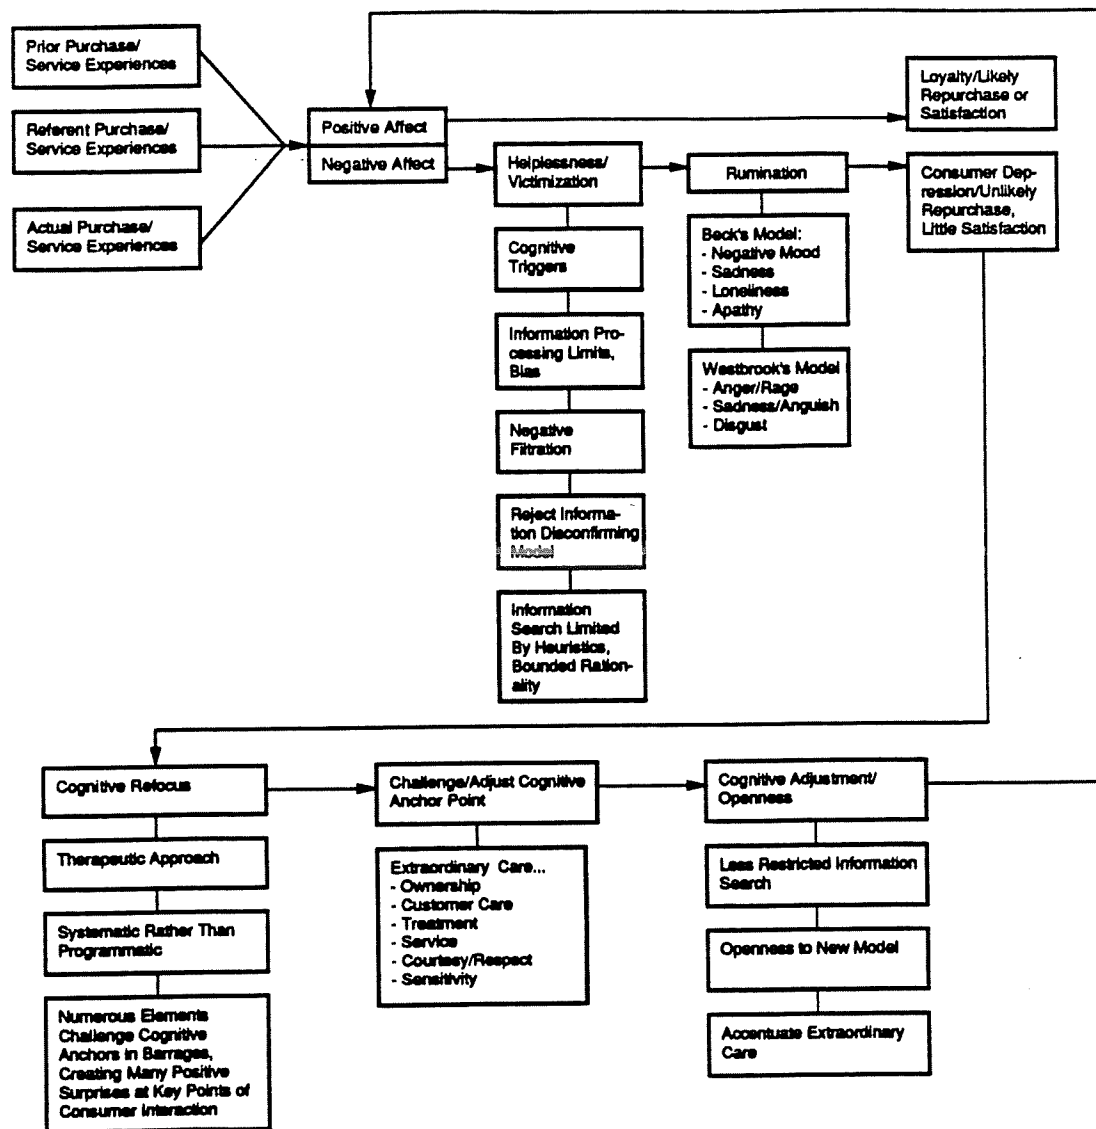 Prior Purchase/
Service Experiences
Referent Purchase/
Service Experiences
Actual Purchase/
Service Experiences
Positive Affect
Negative Affect
Loyalty/Likely
Repurchase or
Satisfaction
Helplessness/
Victimization
Rumination
Consumer Dep-
ression/Unlikely
Repurchase,
Little Satisfaction
Cognitive
Triggers
Information Pro-
cessing Limits,
Bias
Negative
Filtration
Reject Informa-
tion Disconfirming
Model
Information
Search Limited
By Heuristics,
Bounded Ration-
ality
Beck's Model:
- Negative Mood
- Sadness
- Loneliness
- Apathy
Westbrook's Model
- Anger/Rage
- Sadness/Anguish
- Disgust
Cognitive Refocus
Therapeutic Approach
Systematic Rather Than
Programmatic
Numerous Elements
Challenge Cognitive
Anchors in Barrages,
Creating Many Positive
Surprises at Key Points of
Consumer Interaction
Challenge/Adjust Cognitive
Anchor Point
Extraordinary Care...
- Ownership
- Customer Care
- Treatment
- Service
- Courtesy/Respect
- Sensitivity
Cognitive Adjustment/
Openness
Less Restricted Information
Search
Openness to New Model
Accentuate Extraordinary
Care